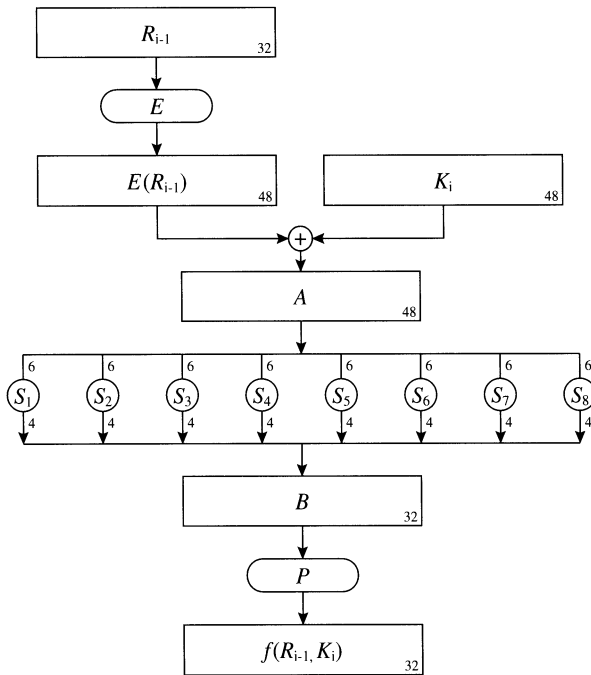 R_{i-1}
32
E
E(R_{i-1}) K_i
48 48
+
A
48
6 6 6 6 6 6 6 6
S_1 S_2 S_3 S_4 S_5 S_6 S_7 S_8
4 4 4 4 4 4 4 4
B
32
P
f(R_{i-1}, K_i)
32